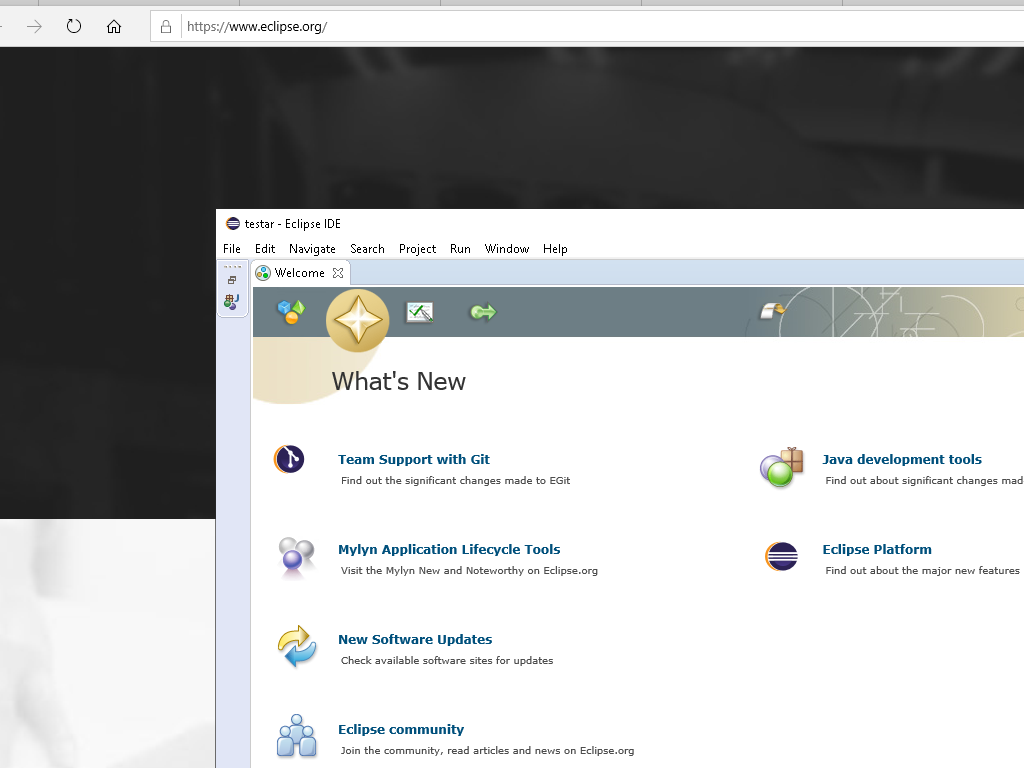 https://www.eclipse.org/
testar - Eclipse IDE
File Edit Navigate Search Project Run Window Help
Welcome
What's New
Team Support with Git
Find out the significant changes made to EGit
Java development tools
Find out about significant changes mad
Mylyn Application Lifecycle Tools
Visit the Mylyn New and Noteworthy on Eclipse.org
Eclipse Platform
Find out about the major new features
New Software Updates
Check available software sites for updates
Eclipse community
Join the community, read articles and news on Eclipse.org